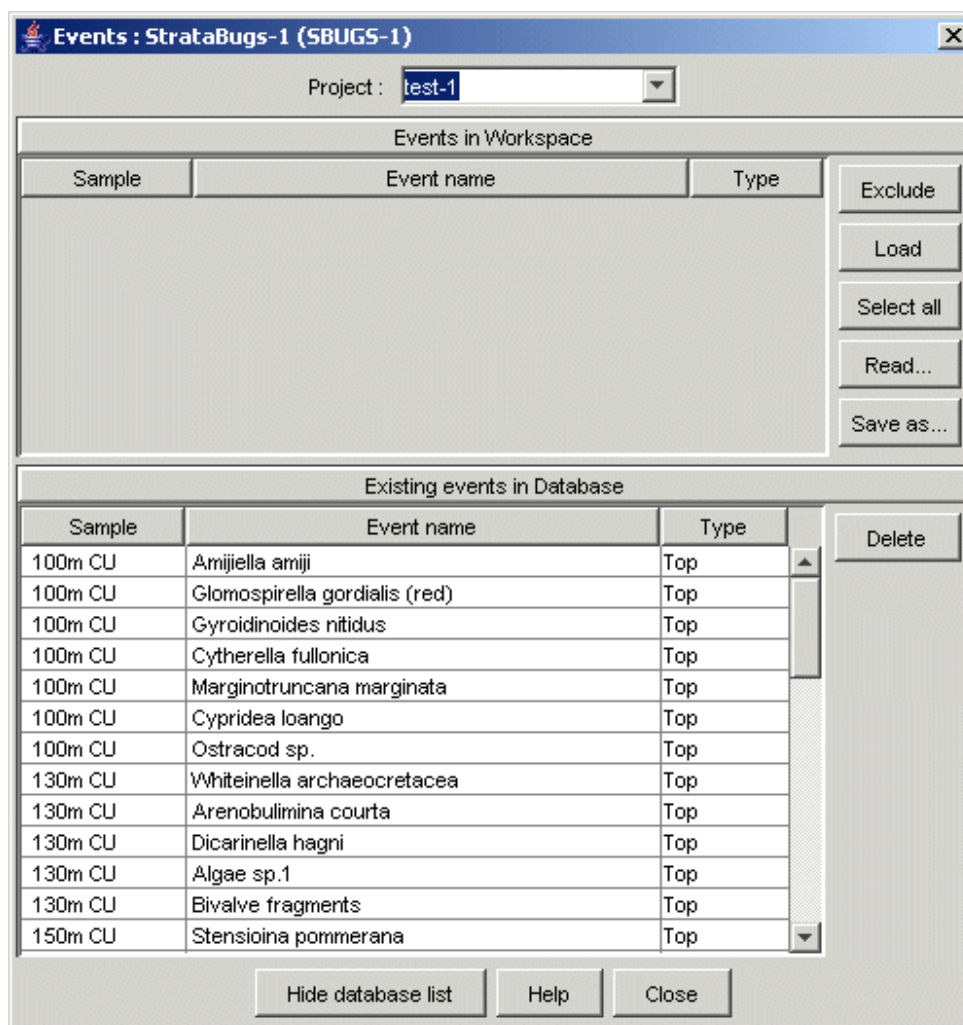 Events : StrataBugs-1 (SBUGS-1)
Project : test-1
Events in Workspace
Sample Event name Type
Exclude
Load
Select all
Read...
Save as...
Existing events in Database
Sample Event name Type
Delete
100m CU Amijiella amiji Top
100m CU Glomospirella gordialis (red) Top
100m CU Gyroidinoides nitidus Top
100m CU Cytherella fullonica Top
100m CU Marginotruncana marginata Top
100m CU Cypridea loango Top
100m CU Ostracod sp. Top
130m CU Whiteinella archaeocretacea Top
130m CU Arenobulimina courta Top
130m CU Dicarinella hagni Top
130m CU Algae sp.1 Top
130m CU Bivalve fragments Top
150m CU Stensioina pommerana Top
Hide database list Help Close